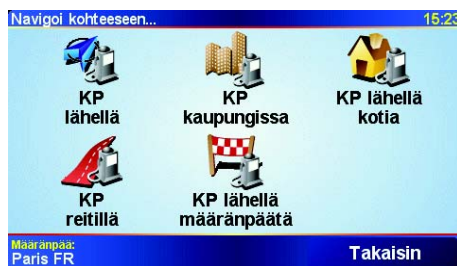 Navigoi kohteeseen... 15:23
KP
lähellä
KP
kaupungissa
KP lähellä
kotia
KP
reitillä
KP lähellä
määränpäätä
Määränpää:
Paris FR
Takaisin